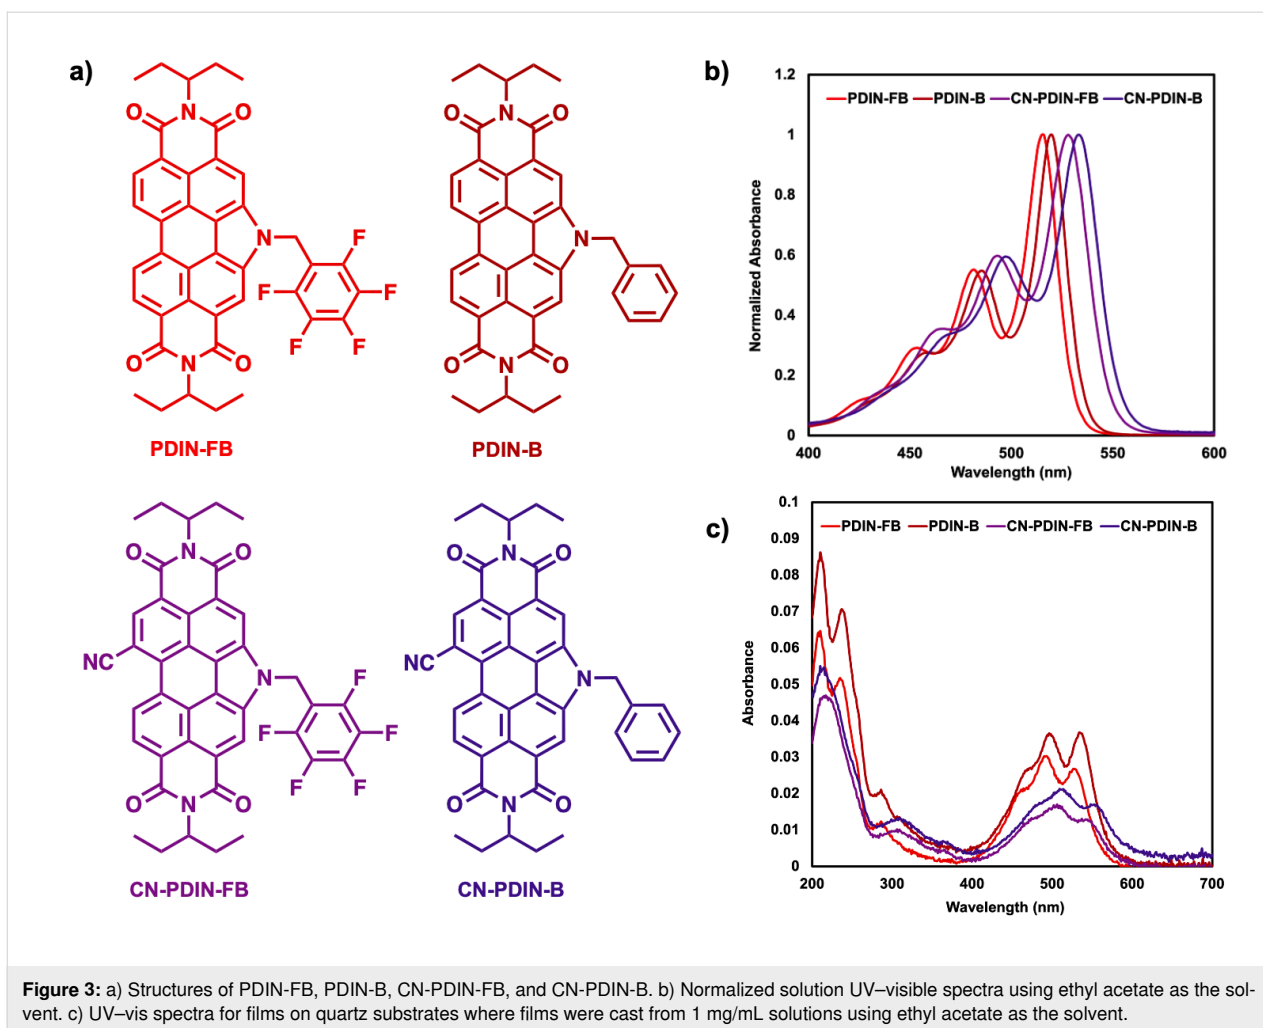 a)
N
O
O
N
N
O
O
F
F
F
F
F
PDIN-FB
N
O
O
N
N
O
O
PDIN-B
N
O
O
NC
N
N
O
O
F
F
F
F
F
CN-PDIN-FB
N
O
O
NC
N
N
O
O
CN-PDIN-B
b)
PDIN-FB PDIN-B CN-PDIN-FB CN-PDIN-B
Normalized Absorbance
1.2
1
0.8
0.6
0.4
0.2
0
400 450 500 550 600
Wavelength (nm)
c)
PDIN-FB PDIN-B CN-PDIN-FB CN-PDIN-B
Absorbance
0.1
0.09
0.08
0.07
0.06
0.05
0.04
0.03
0.02
0.01
0
200 300 400 500 600 700
Wavelength (nm)
Figure 3: a) Structures of PDIN-FB, PDIN-B, CN-PDIN-FB, and CN-PDIN-B. b) Normalized solution UV–visible spectra using ethyl acetate as the sol-
vent. c) UV–vis spectra for films on quartz substrates where films were cast from 1 mg/mL solutions using ethyl acetate as the solvent.